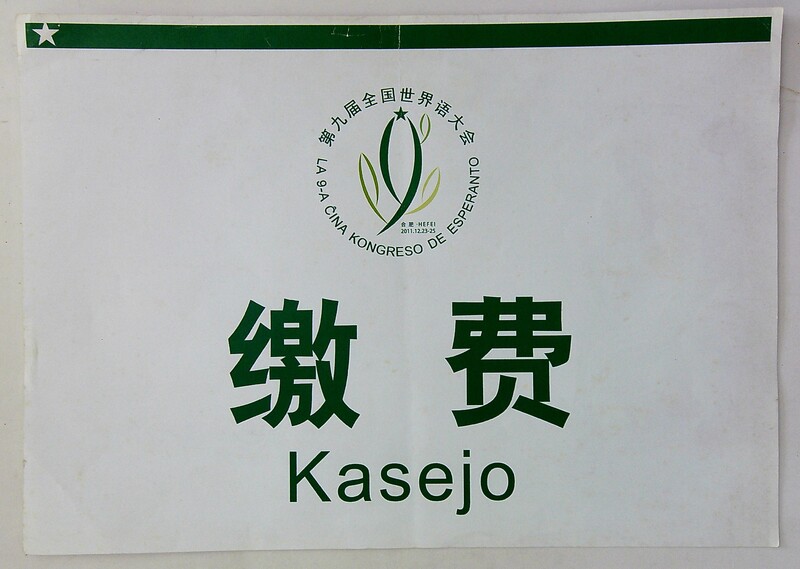 第九届全国世界语大会
LA 9-A ĈINA KONGRESO DE ESPERANTO
合肥·HEFEI
2011.12.23-25
缴费
Kasejo